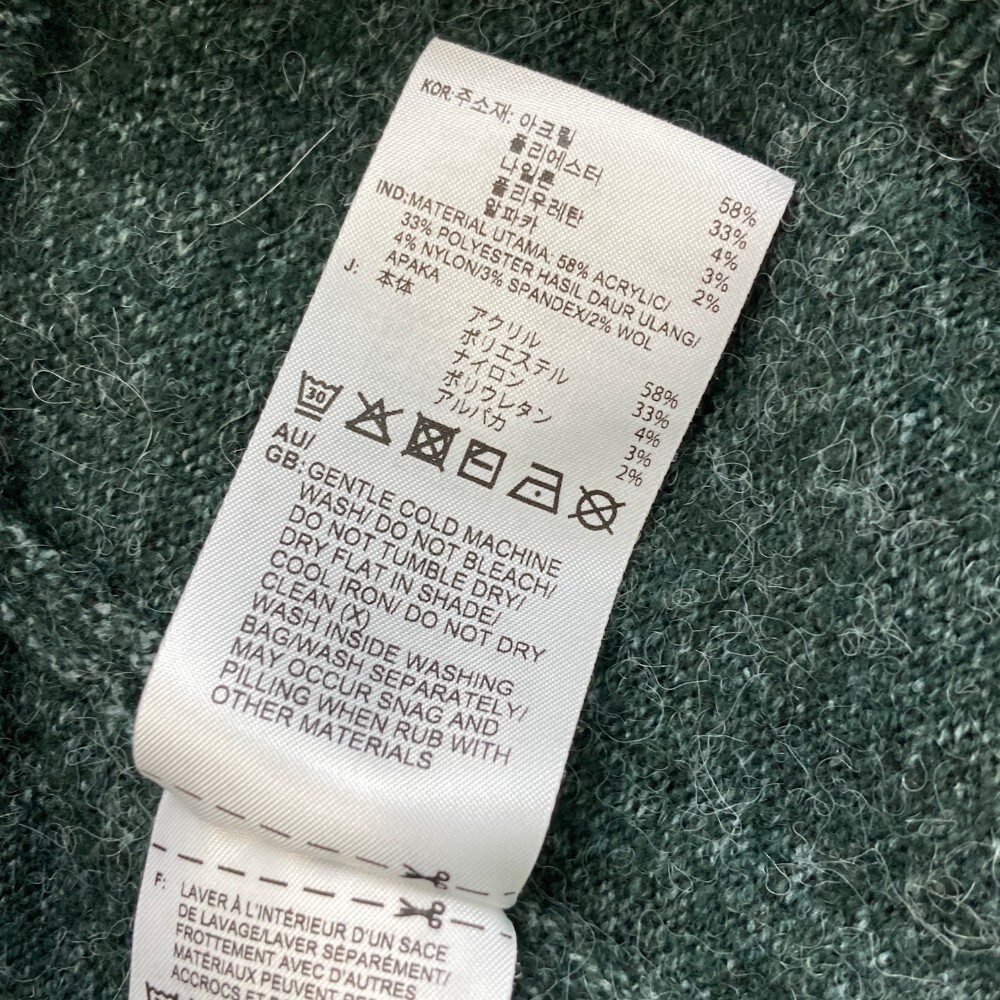 KOR: 주소재: 아크릴 58%
폴리에스터 33%
나일론 4%
폴리우레탄 3%
알파카 2%
IND: MATERIAL UTAMA: 58% ACRYLIC/
33% POLYESTER HASIL DAUR ULANG/
4% NYLON/3% SPANDEX/2% WOL
APAKA
J: 本体
アクリル 58%
ポリエステル 33%
ナイロン 4%
ポリウレタン 3%
アルパカ 2%
30
AU/
GB: GENTLE COLD MACHINE
WASH/ DO NOT BLEACH/
DO NOT TUMBLE DRY/
DRY FLAT IN SHADE/
COOL IRON/ DO NOT DRY
CLEAN (X)
WASH INSIDE WASHING
BAG/WASH SEPARATELY/
MAY OCCUR SNAG AND
PILLING WHEN RUB WITH
OTHER MATERIALS
F: LAVER À L'INTÉRIEUR D'UN SACE
DE LAVAGE/LAVER SÉPARÉMENT/
FROTTEMENT AVEC D'AUTRES
MATÉRIAUX PEUVENT
ACCROCS ET